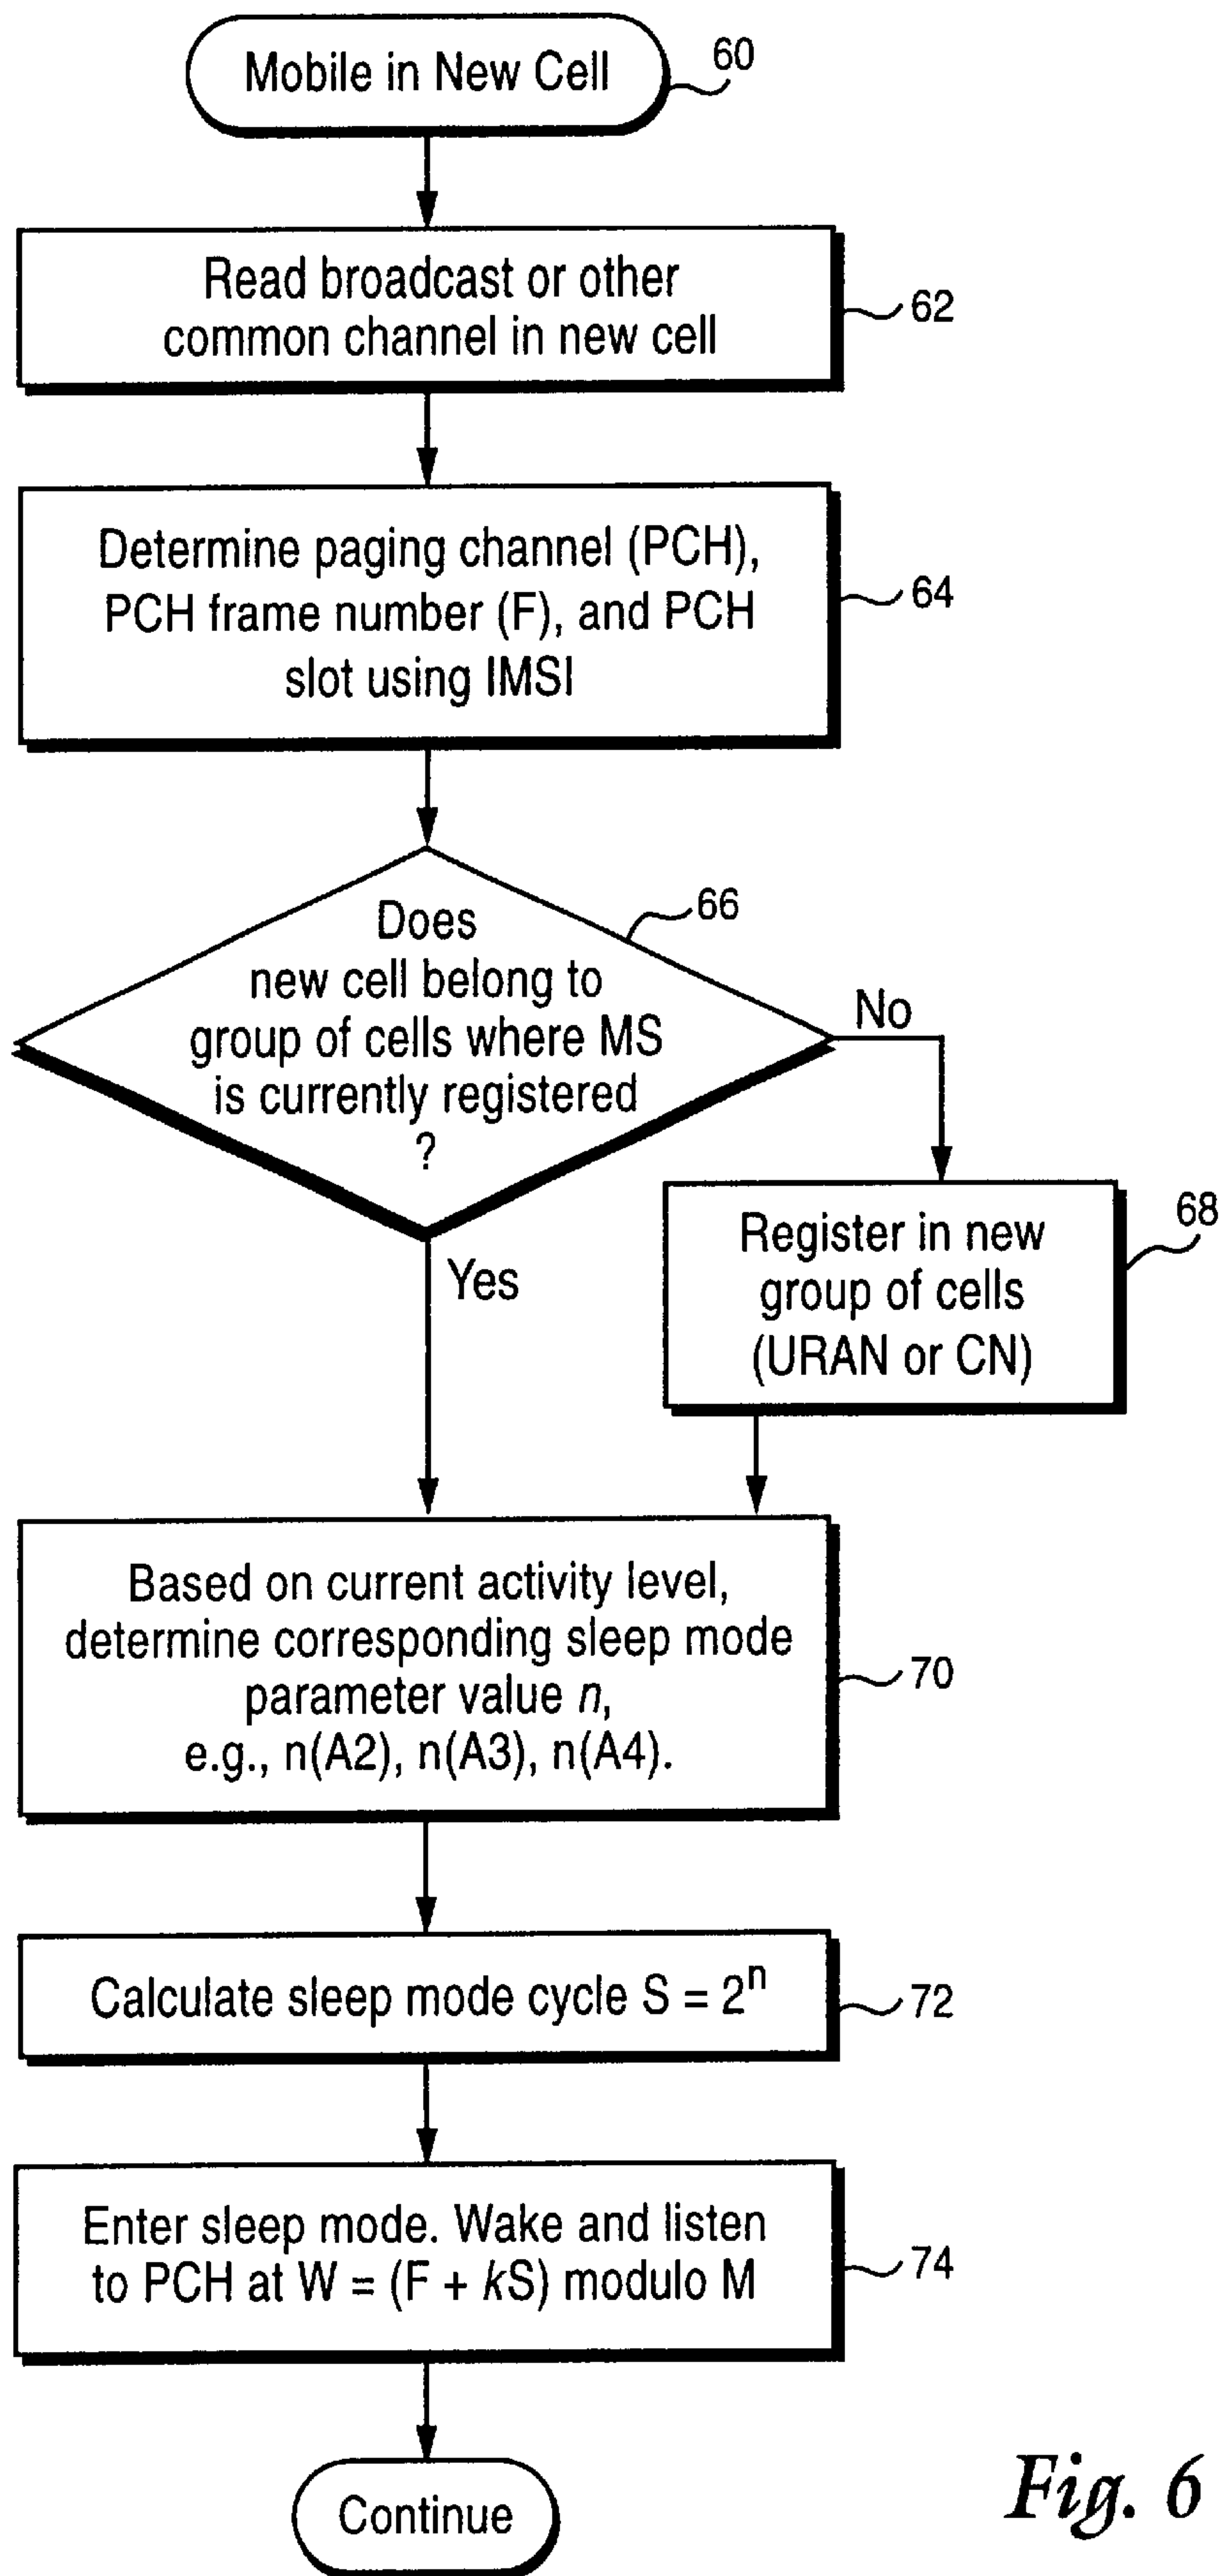 Mobile in New Cell
60
Read broadcast or other
common channel in new cell
62
Determine paging channel (PCH),
PCH frame number (F), and PCH
slot using IMSI
64
Does
new cell belong to
group of cells where MS
is currently registered
?
66
No
Yes
Register in new
group of cells
(URAN or CN)
68
Based on current activity level,
determine corresponding sleep mode
parameter value n,
e.g., n(A2), n(A3), n(A4).
70
Calculate sleep mode cycle S = 2ⁿ
72
Enter sleep mode. Wake and listen
to PCH at W = (F + kS) modulo M
74
Continue
Fig. 6